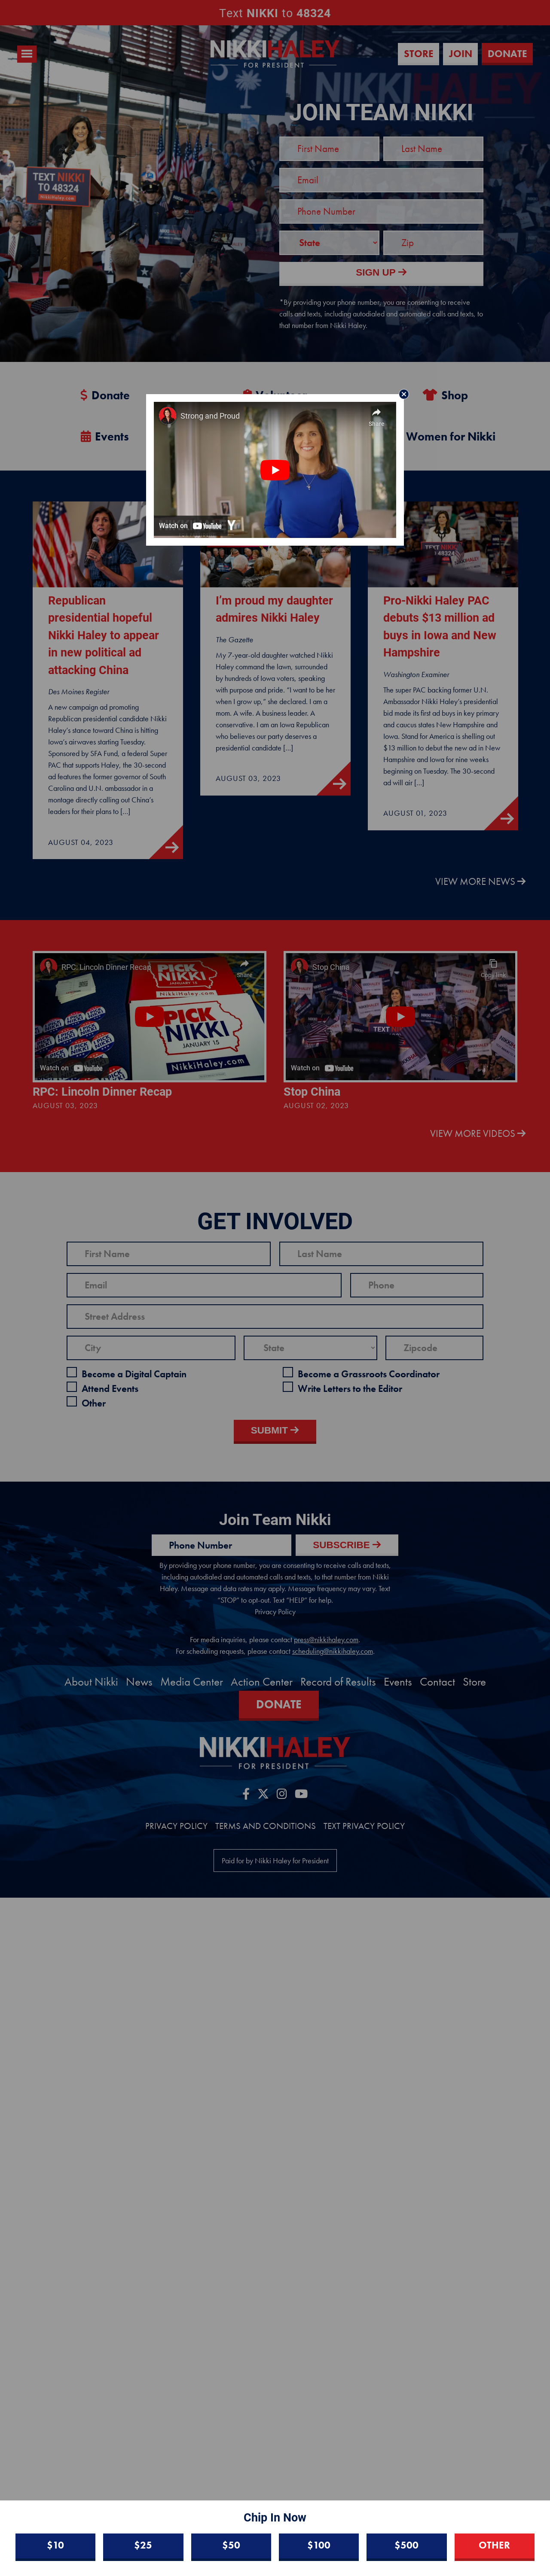 Text NIKKI to 48324
NIKKIHALEY
FOR PRESIDENT
STORE
JOIN
DONATE
TEXT NIKKI
TO 48324
JOIN TEAM NIKKI
First Name
Last Name
Email
Phone Number
State
Zip
SIGN UP
*By providing your phone number, you are consenting to receive
calls and texts, including autodialed and automated calls and texts, to
that number from Nikki Haley.
Donate
Shop
Events
Women for Nikki
Strong and Proud
Share
Watch on YouTube
Republican
presidential hopeful
Nikki Haley to appear
in new political ad
attacking China
Des Moines Register
A new campaign ad promoting
Republican presidential candidate Nikki
Haley's stance toward China is hitting
Iowa's airwaves starting Tuesday.
Sponsored by SFA Fund, a federal Super
PAC that supports Haley, the 30-second
ad features the former governor of South
Carolina and U.N. ambassador in a
montage directly calling out China's
leaders for their plans to [...]
AUGUST 04, 2023
I'm proud my daughter
admires Nikki Haley
The Gazette
My 7-year-old daughter watched Nikki
Haley command the lawn, surrounded
by hundreds of Iowa voters, speaking
with purpose and pride. "I want to be her
when I grow up," she declared. I am a
mom. A wife. A business leader. A
conservative. I am an Iowa Republican
who believes our party deserves a
presidential candidate [...]
AUGUST 03, 2023
Pro-Nikki Haley PAC
debuts $13 million ad
buys in Iowa and New
Hampshire
Washington Examiner
The super PAC backing former U.N.
Ambassador Nikki Haley's presidential
bid made its first ad buys in key primary
and caucus states New Hampshire and
Iowa. Stand for America is shelling out
$13 million to debut the new ad in New
Hampshire and Iowa for nine weeks
beginning on Tuesday. The 30-second
ad will air [...]
AUGUST 01, 2023
VIEW MORE NEWS
RPC: Lincoln Dinner Recap
Share
PICK
NIKKI
JANUARY 15
NikkiHaley.com
Watch on YouTube
RPC: Lincoln Dinner Recap
AUGUST 03, 2023
Stop China
Copy link
Watch on YouTube
Stop China
AUGUST 02, 2023
VIEW MORE VIDEOS
GET INVOLVED
First Name
Last Name
Email
Phone
Street Address
City
State
Zipcode
Become a Digital Captain
Become a Grassroots Coordinator
Attend Events
Write Letters to the Editor
Other
SUBMIT
Join Team Nikki
Phone Number
SUBSCRIBE
By providing your phone number, you are consenting to receive calls and texts,
including autodialed and automated calls and texts, to that number from Nikki
Haley. Message and data rates may apply. Message frequency may vary. Text
"STOP" to opt-out. Text "HELP" for help.
Privacy Policy
For media inquiries, please contact press@nikkihaley.com.
For scheduling requests, please contact scheduling@nikkihaley.com.
About Nikki News Media Center Action Center Record of Results Events Contact Store
DONATE
NIKKIHALEY
FOR PRESIDENT
PRIVACY POLICY TERMS AND CONDITIONS TEXT PRIVACY POLICY
Paid for by Nikki Haley for President
Chip In Now
$10
$25
$50
$100
$500
OTHER